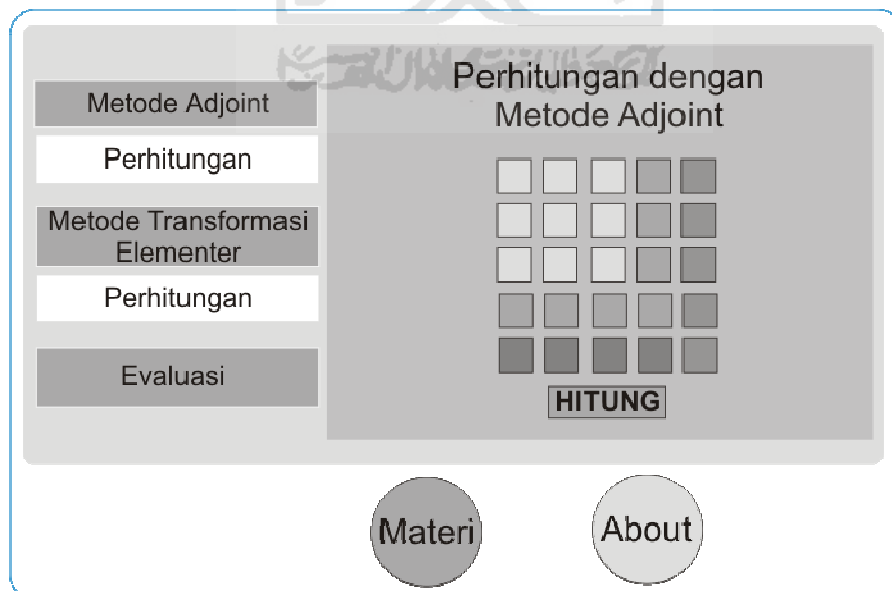 Metode Adjoint
Perhitungan
Metode Transformasi
Elementer
Perhitungan
Evaluasi
Perhitungan dengan
Metode Adjoint
HITUNG
Materi
About